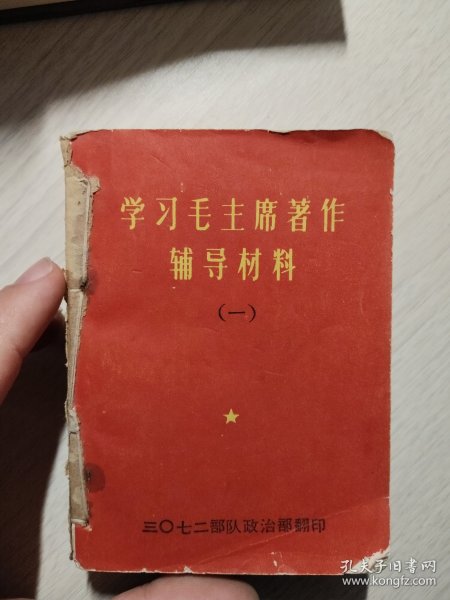 学习毛主席著作
辅导材料
（一）
三〇七二部队政治部翻印
孔夫子旧书网
www.kongfz.com